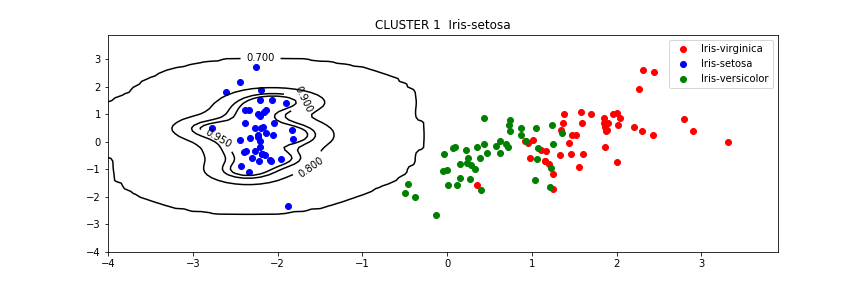 CLUSTER 1  Iris-setosa
Iris-virginica
Iris-setosa
Iris-versicolor
0.700
0.900
0.950
0.800
3
2
1
0
−1
−2
−3
−4
−4 −3 −2 −1 0 1 2 3